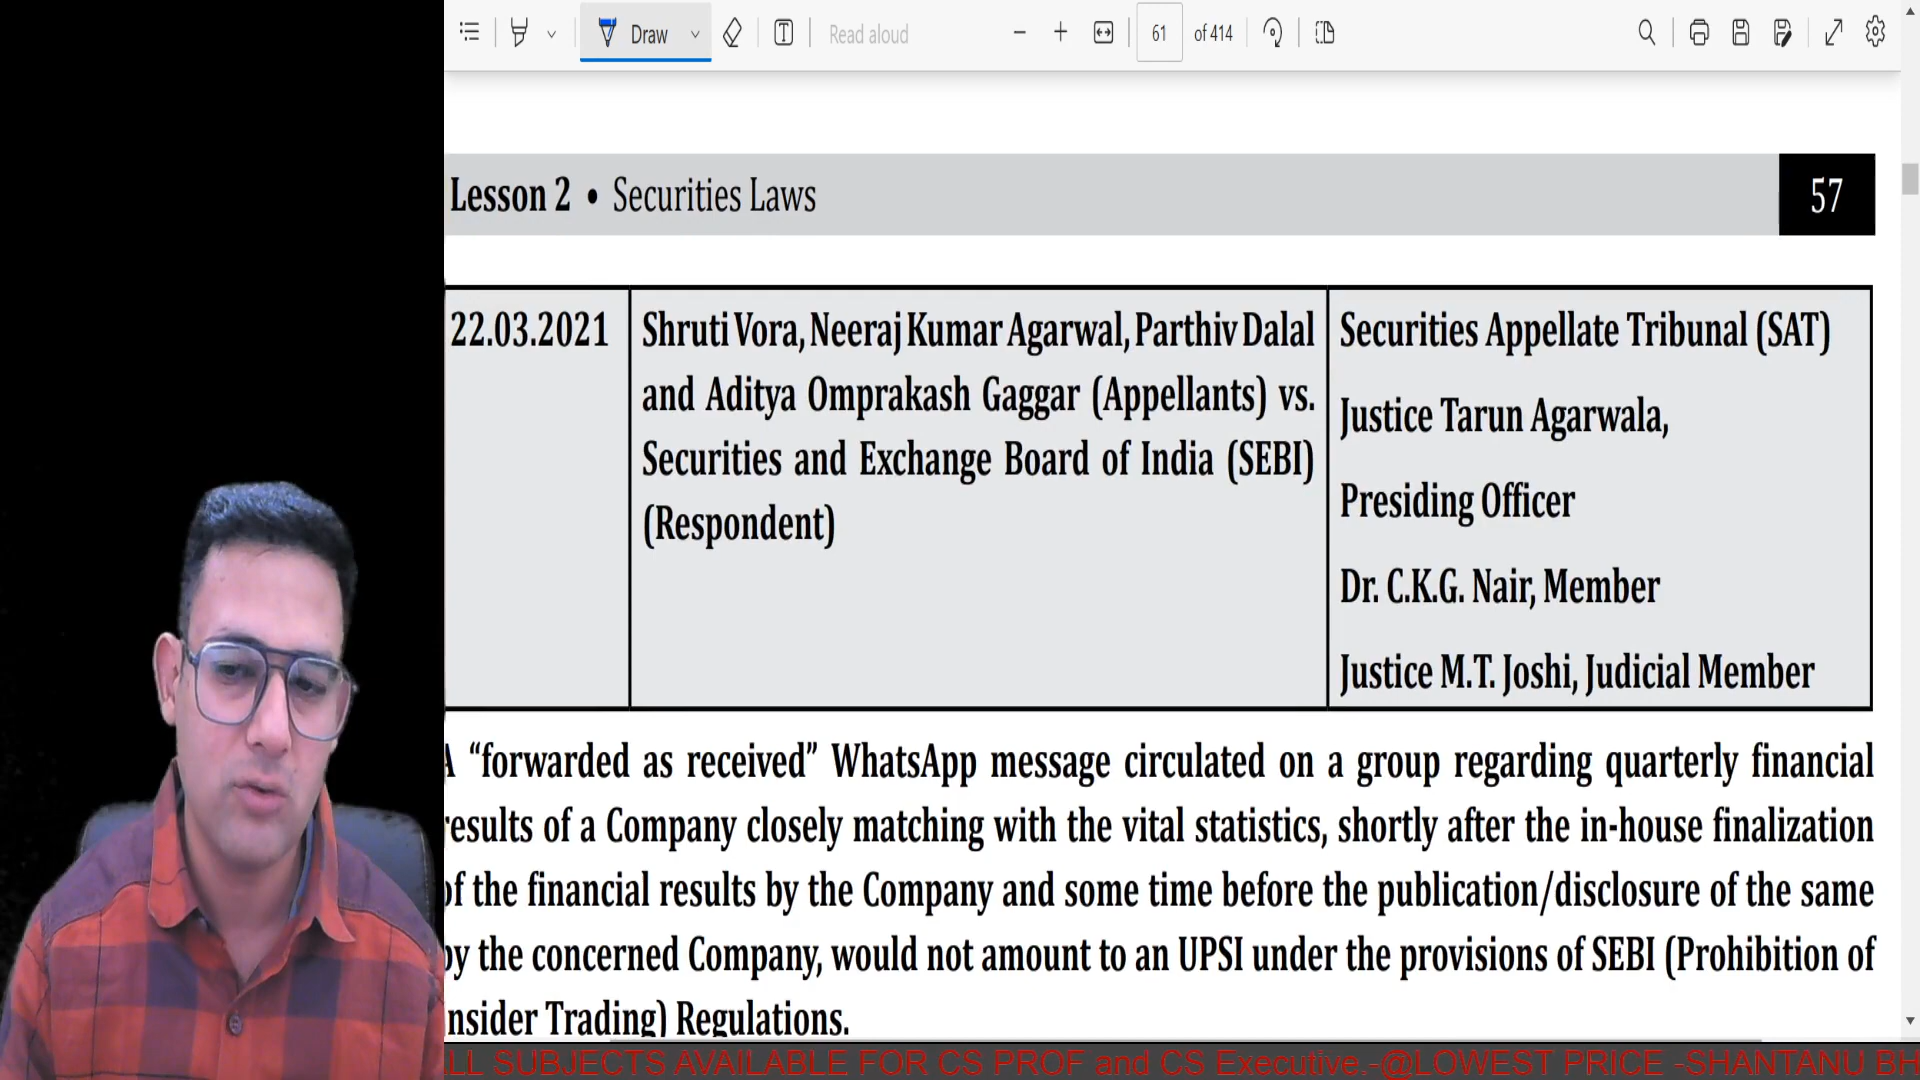 Draw
Read aloud
61 of 414
Lesson 2 • Securities Laws
57
22.03.2021
Shruti Vora, Neeraj Kumar Agarwal, Parthiv Dalal
and Aditya Omprakash Gaggar (Appellants) vs.
Securities and Exchange Board of India (SEBI)
(Respondent)
Securities Appellate Tribunal (SAT)
Justice Tarun Agarwala,
Presiding Officer
Dr. C.K.G. Nair, Member
Justice M.T. Joshi, Judicial Member
A “forwarded as received” WhatsApp message circulated on a group regarding quarterly financial
results of a Company closely matching with the vital statistics, shortly after the in-house finalization
of the financial results by the Company and some time before the publication/disclosure of the same
by the concerned Company, would not amount to an UPSI under the provisions of SEBI (Prohibition of
nsider Trading) Regulations.
LL SUBJECTS AVAILABLE FOR CS PROF and CS Executive.-@LOWEST PRICE -SHANTANU BH